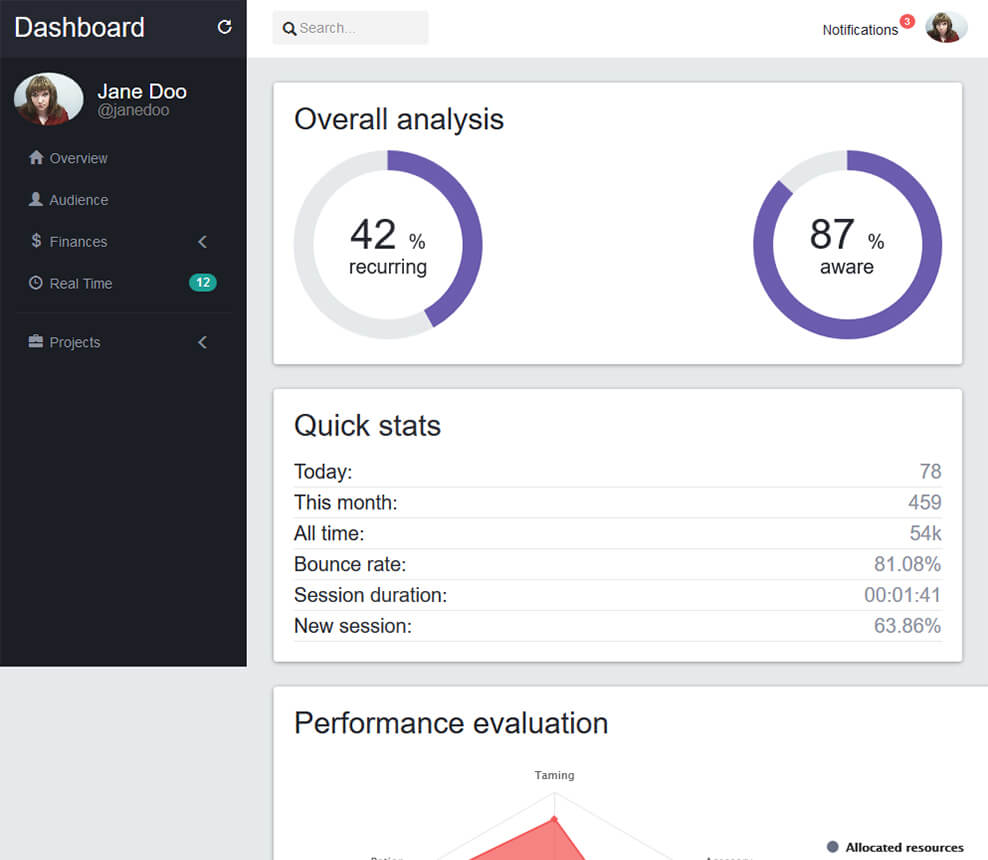 Dashboard
Search...
Notifications 3
Jane Doo
@janedoo
Overview
Audience
$ Finances
Real Time 12
Projects
Overall analysis
42 %
recurring
87 %
aware
Quick stats
Today: 78
This month: 459
All time: 54k
Bounce rate: 81.08%
Session duration: 00:01:41
New session: 63.86%
Performance evaluation
Taming
Allocated resources